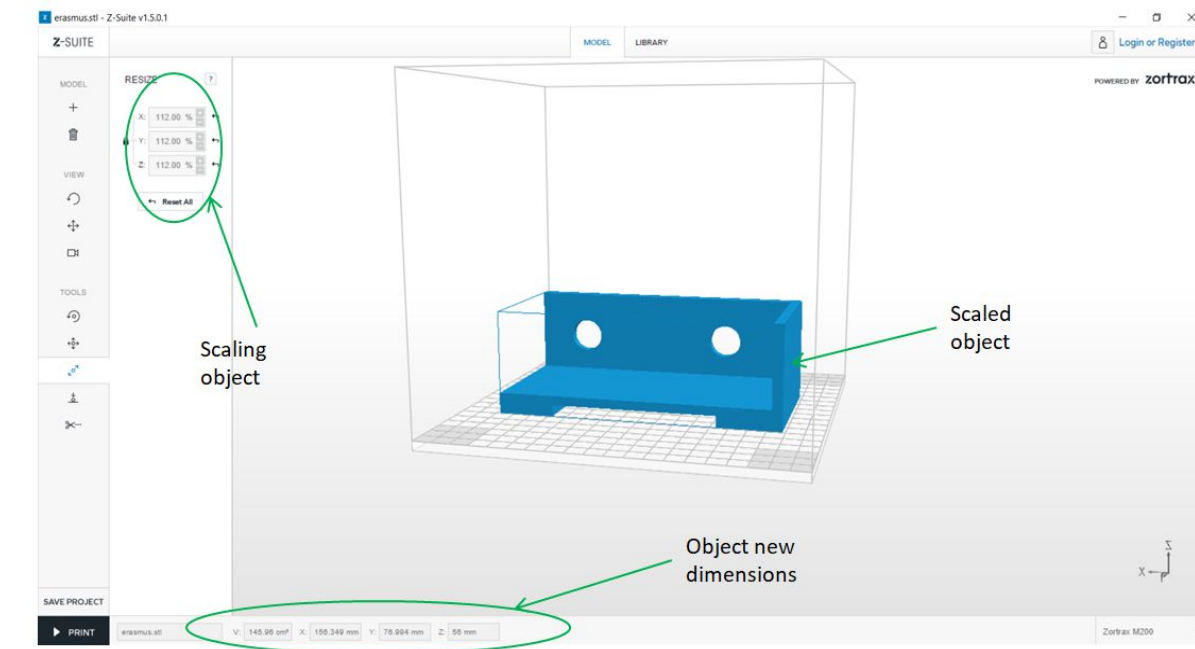 erasmus.stl - Z-Suite v1.5.0.1
Z-SUITE
MODEL
LIBRARY
Login or Register
MODEL
RESIZE
?
POWERED BY zortrax
X: 112.00 %
Y: 112.00 %
Z: 112.00 %
VIEW
Reset All
TOOLS
Scaling
object
Scaled
object
Object new
dimensions
Z
X
Y
SAVE PROJECT
PRINT
erasmus.stl
V: 145.96 cm³ X: 156.349 mm Y: 76.994 mm Z: 56 mm
Zortrax M200